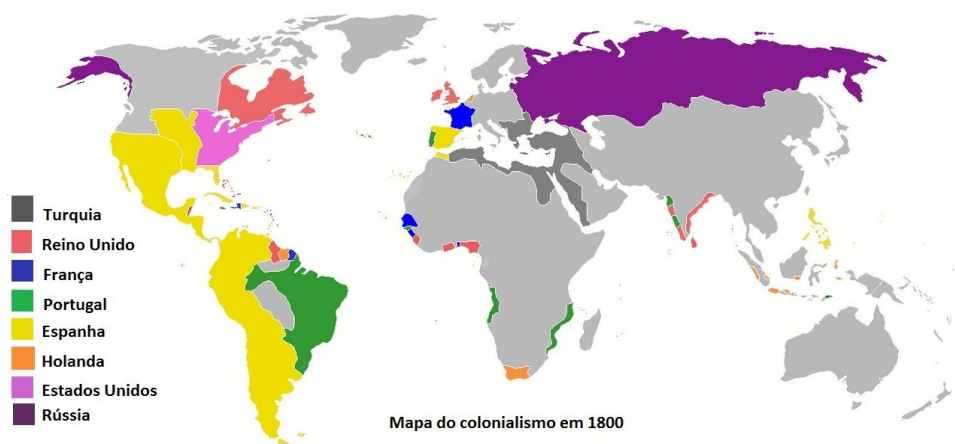 Turquia
Reino Unido
França
Portugal
Espanha
Holanda
Estados Unidos
Rússia
Mapa do colonialismo em 1800